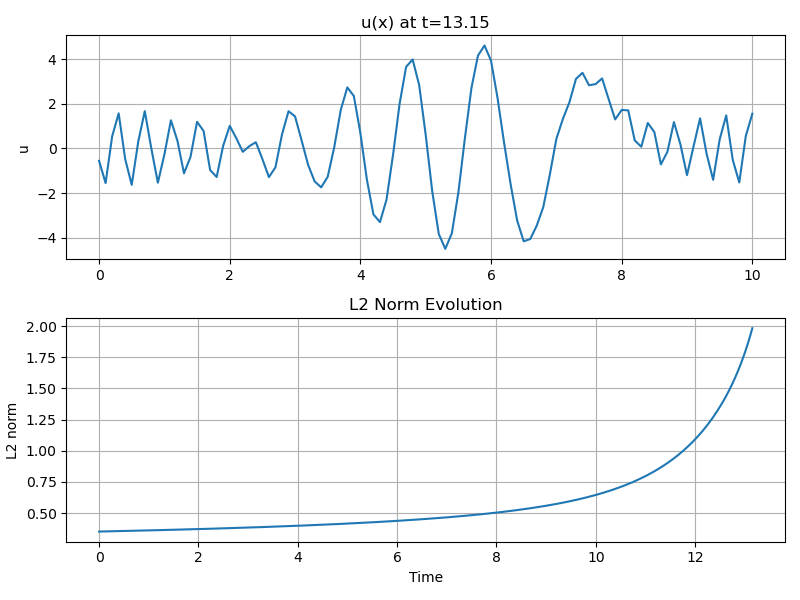 u(x) at t=13.15
u
4
2
0
−2
−4
0 2 4 6 8 10
L2 Norm Evolution
L2 norm
2.00
1.75
1.50
1.25
1.00
0.75
0.50
0 2 4 6 8 10 12
Time